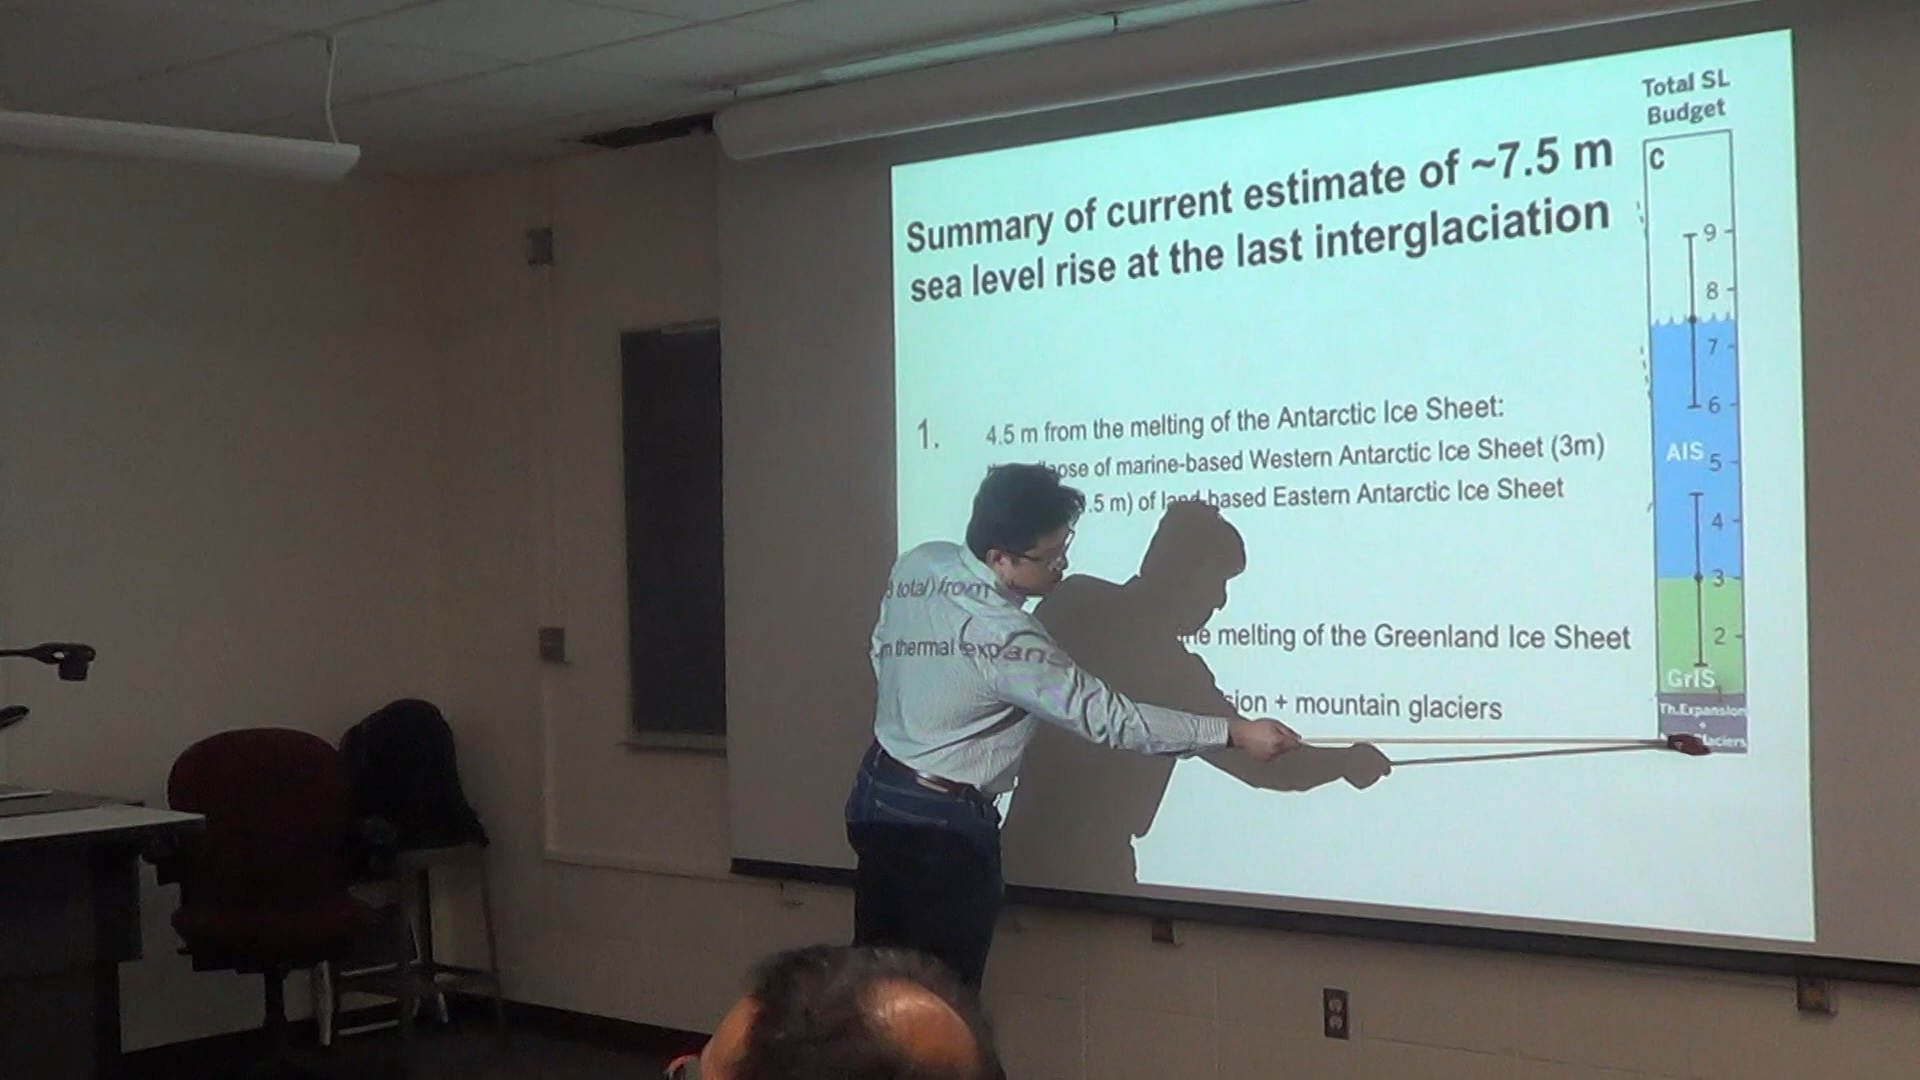 Summary of current estimate of ~7.5 m
sea level rise at the last interglaciation
1. 4.5 m from the melting of the Antarctic Ice Sheet:
of marine-based Western Antarctic Ice Sheet (3m)
.5 m) of land-based Eastern Antarctic Ice Sheet
total) from
melting of the Greenland Ice Sheet
thermal expans
ion + mountain glaciers
Total SL
Budget
C
9
8
7
6
AIS 5
4
3
2
GrIS
Th.Expansion
+
laciers